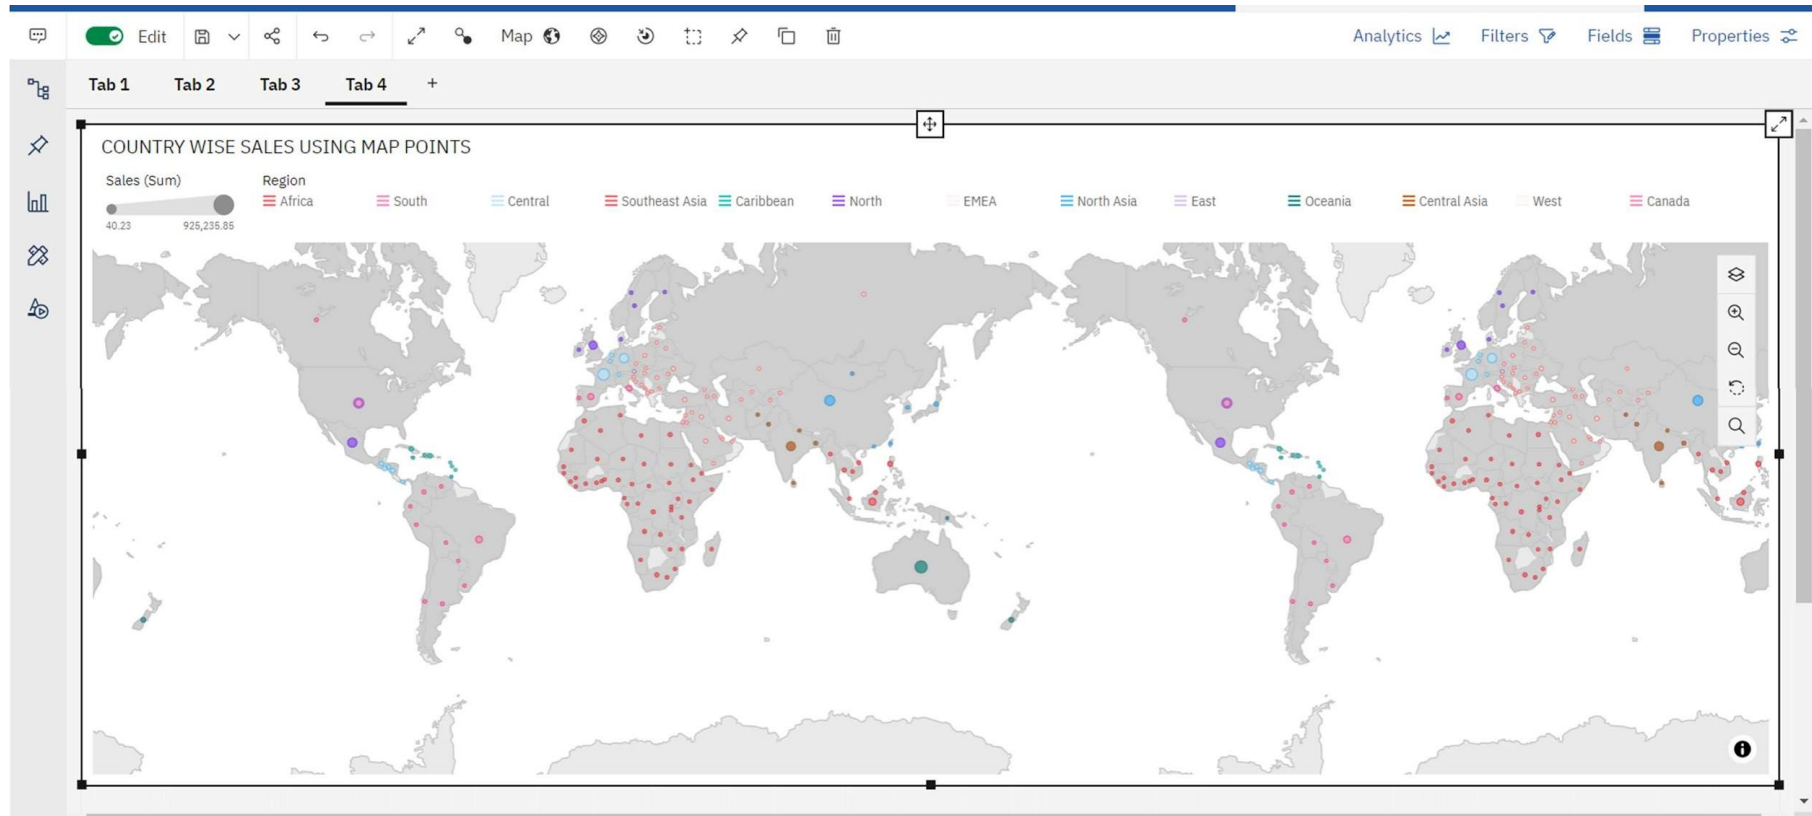 Edit Map Analytics Filters Fields Properties
Tab 1 Tab 2 Tab 3 Tab 4 +
COUNTRY WISE SALES USING MAP POINTS
Sales (Sum) Region
Africa South Central Southeast Asia Caribbean North EMEA North Asia East Oceania Central Asia West Canada
40.23 925,235.85